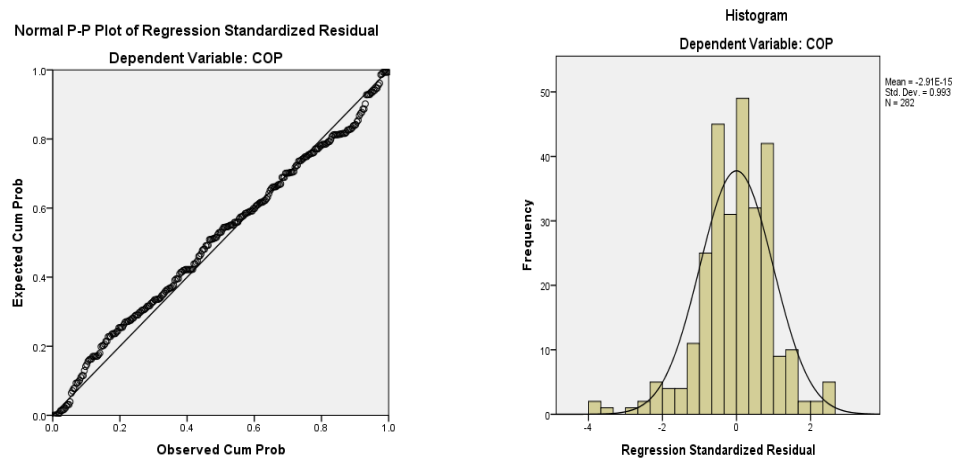 Normal P-P Plot of Regression Standardized Residual
Dependent Variable: COP
1.0
0.8
0.6
0.4
0.2
0.0
0.0 0.2 0.4 0.6 0.8 1.0
Expected Cum Prob
Observed Cum Prob
Histogram
Dependent Variable: COP
Mean = -2.91E-15
Std. Dev. = 0.993
N = 282
50
40
30
20
10
0
-4 -2 0 2
Frequency
Regression Standardized Residual